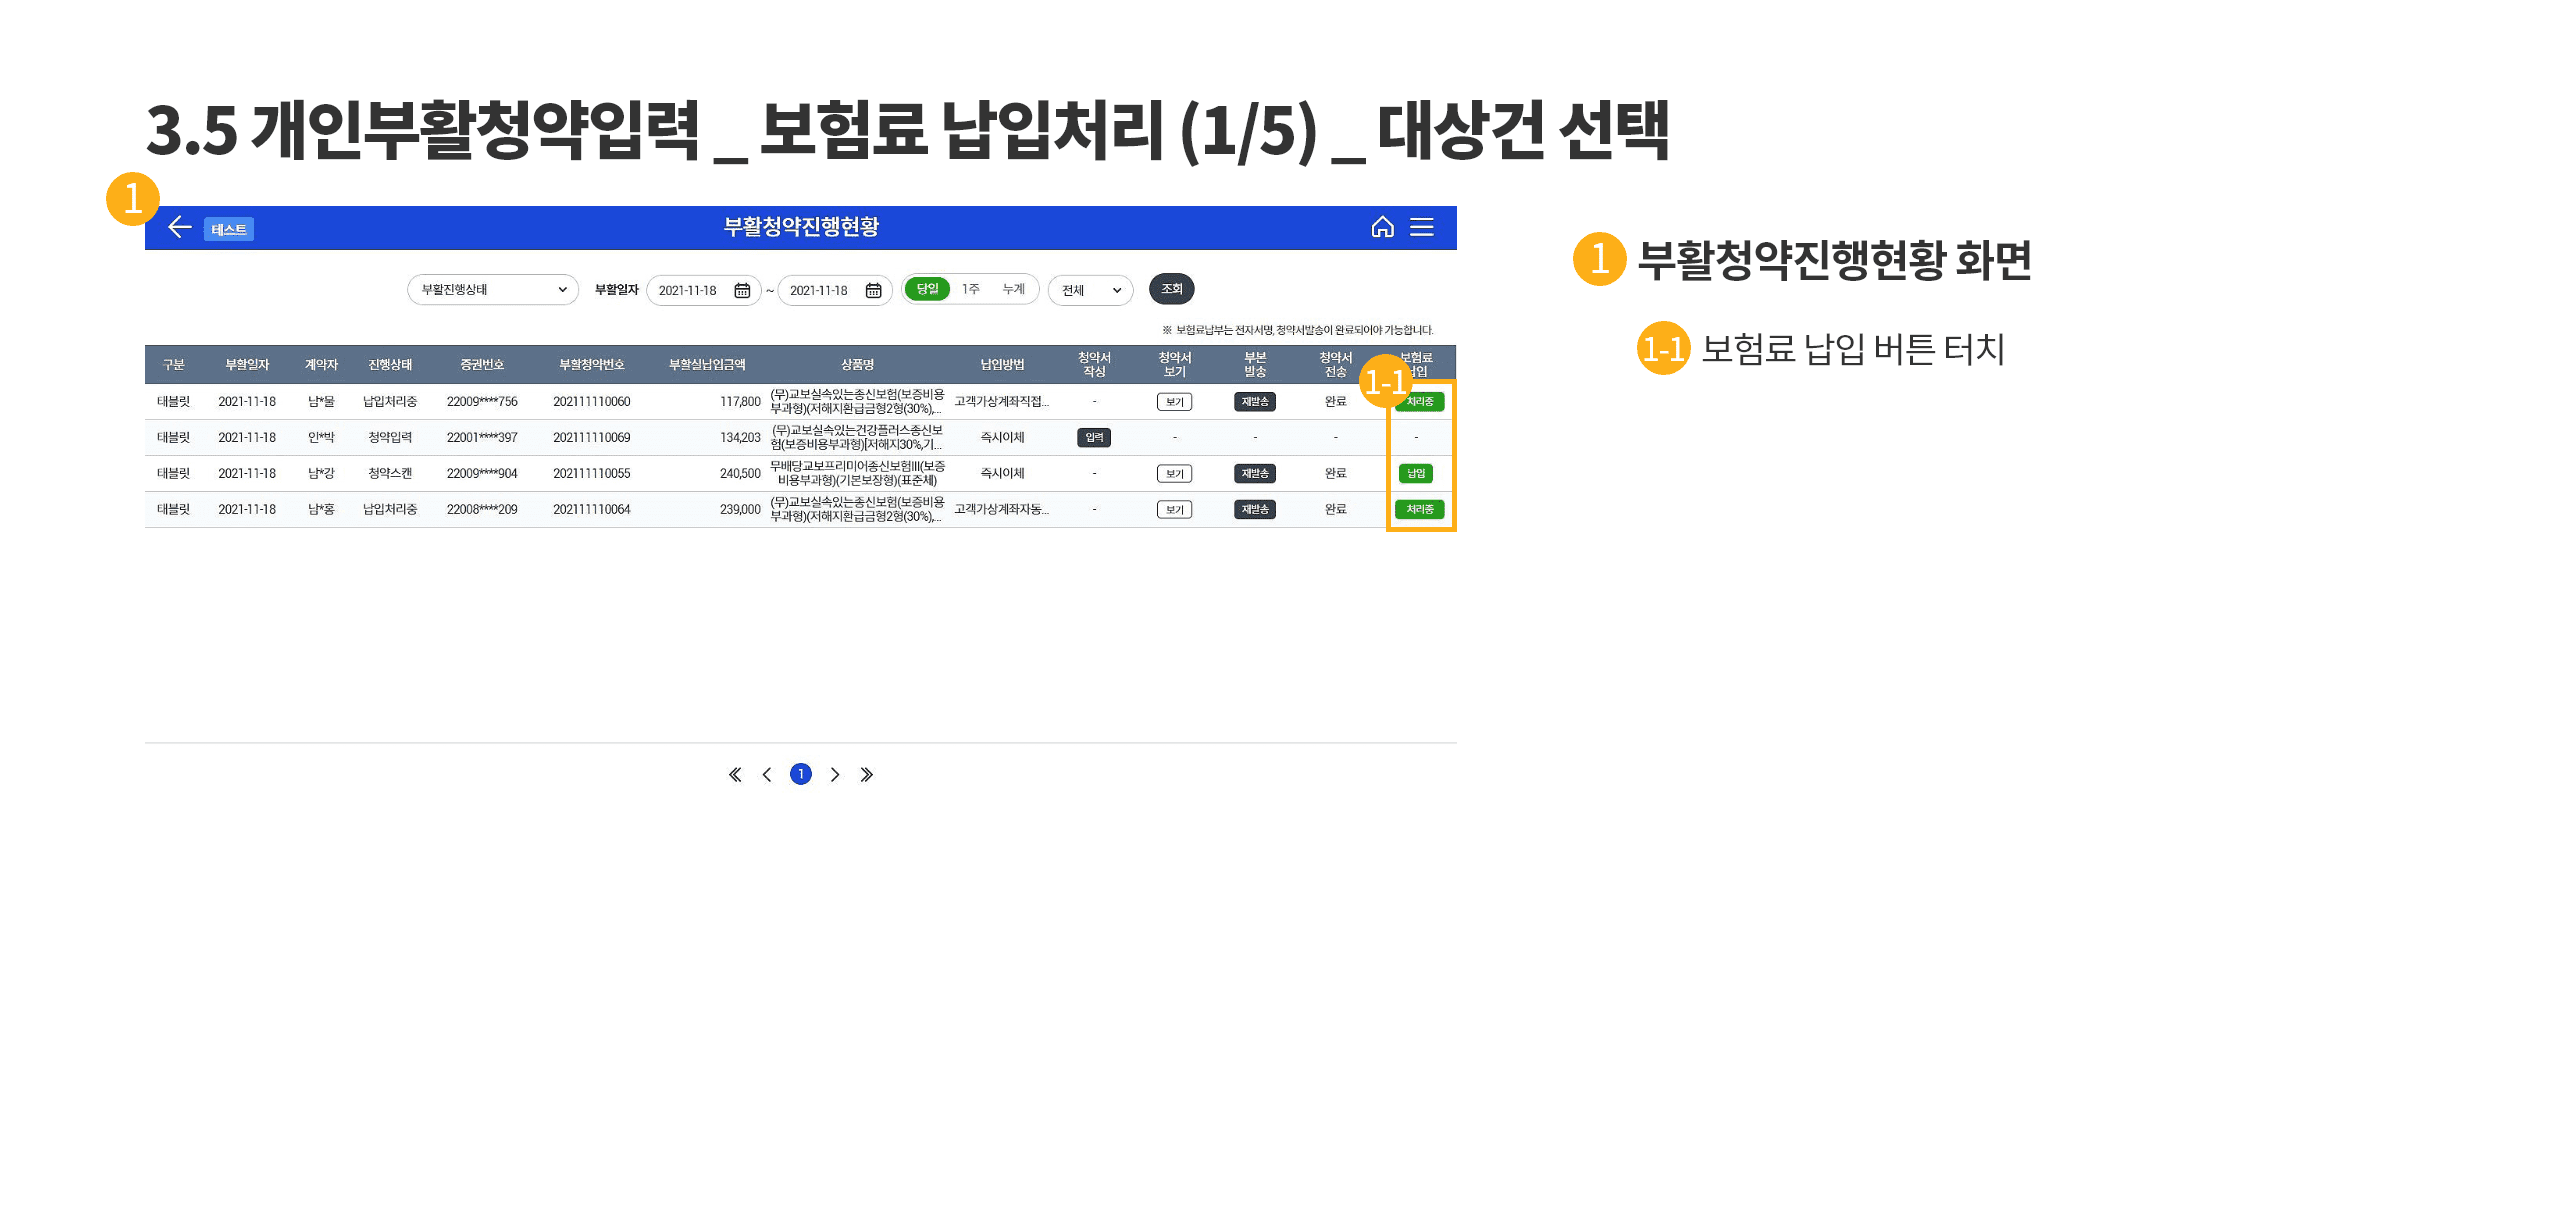 3.5 개인부활청약입력 _ 보험료 납입처리 (1/5) _ 대상건 선택
1
테스트
부활청약진행현황
부활진행상태
부활일자
2021-11-18
~
2021-11-18
당일
1주
누계
전체
조회
※ 보험료납부는 전자서명, 청약서발송이 완료되어야 가능합니다.
구분 부활일자 계약자 진행상태 증권번호 부활청약번호 부활실납입금액 상품명 납입방법 청약서 작성 청약서 보기 부본 발송 청약서 전송 보험료
1-1
태블릿 2021-11-18 남*물 납입처리중 22009****756 202111110060 117,800 (무)교보실속있는종신보험(보증비용 부과형)(저해지환급금형2형(30%),... 고객가상계좌직접... - 보기 재발송 완료 처리중
태블릿 2021-11-18 인*박 청약입력 22001****397 202111110069 134,203 (무)교보실속있는건강플러스종신보 험(보증비용부과형)[저해지30%,기... 즉시이체 입력 - - - -
태블릿 2021-11-18 남*강 청약스캔 22009****904 202111110055 240,500 무배당교보프리미어종신보험III(보증 비용부과형)(기본보장형)(표준체) 즉시이체 - 보기 재발송 완료 납입
태블릿 2021-11-18 남*홍 납입처리중 22008****209 202111110064 239,000 (무)교보실속있는종신보험(보증비용 부과형)(저해지환급금형2형(30%),... 고객가상계좌자동... - 보기 재발송 완료 처리중
1
1 부활청약진행현황 화면
1-1 보험료 납입 버튼 터치